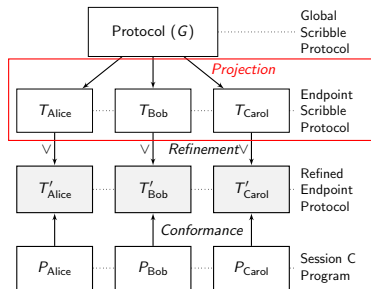 Protocol (G)
Global
Scribble
Protocol
Projection
T_Alice
T_Bob
T_Carol
Endpoint
Scribble
Protocol
∨
Refinement
∨
T′_Alice
T′_Bob
T′_Carol
Refined
Endpoint
Protocol
Conformance
P_Alice
P_Bob
P_Carol
Session C
Program